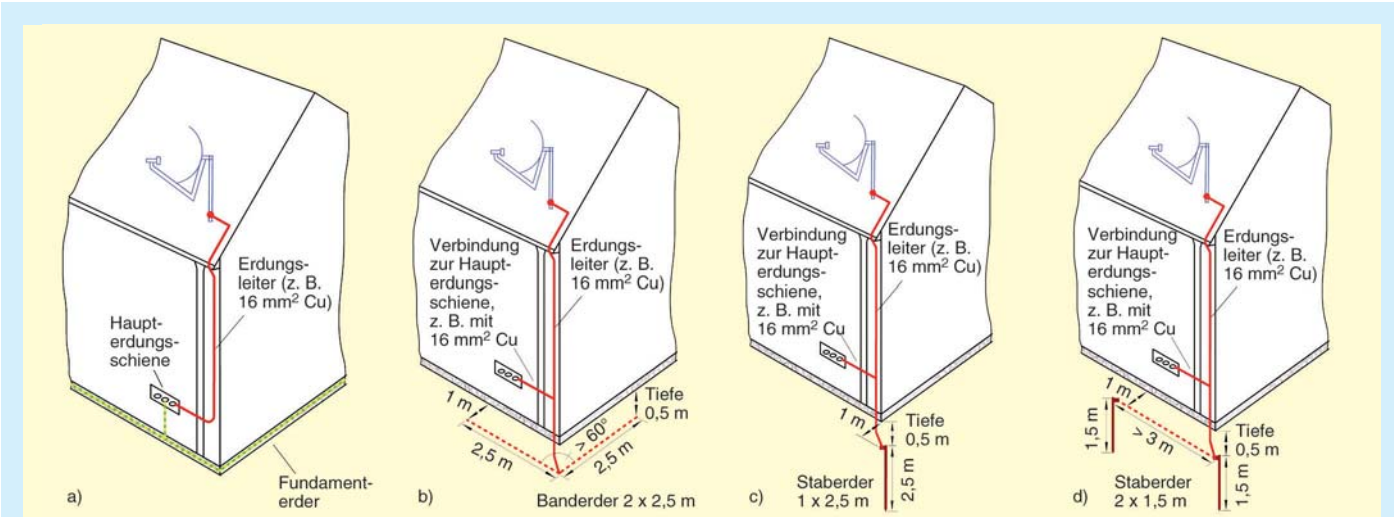 Erdungs-
leiter (z. B.
16 mm² Cu)
Haupt-
erdungs-
schiene
Fundament-
erder
a)
Verbindung
zur Haupt-
erdungs-
schiene,
z. B. mit
16 mm² Cu
Erdungs-
leiter (z. B.
16 mm² Cu)
1 m
Tiefe
0,5 m
> 60°
2,5 m
2,5 m
b)
Banderder 2 x 2,5 m
Verbindung
zur Haupt-
erdungs-
schiene,
z. B. mit
16 mm² Cu
Erdungs-
leiter (z. B.
16 mm² Cu)
1 m
Tiefe
0,5 m
2,5 m
c)
Staberder
1 x 2,5 m
Verbindung
zur Haupt-
erdungs-
schiene,
z. B. mit
16 mm² Cu
Erdungs-
leiter (z. B.
16 mm² Cu)
1 m
1,5 m
> 3 m
Tiefe
0,5 m
1,5 m
d)
Staberder
2 x 1,5 m